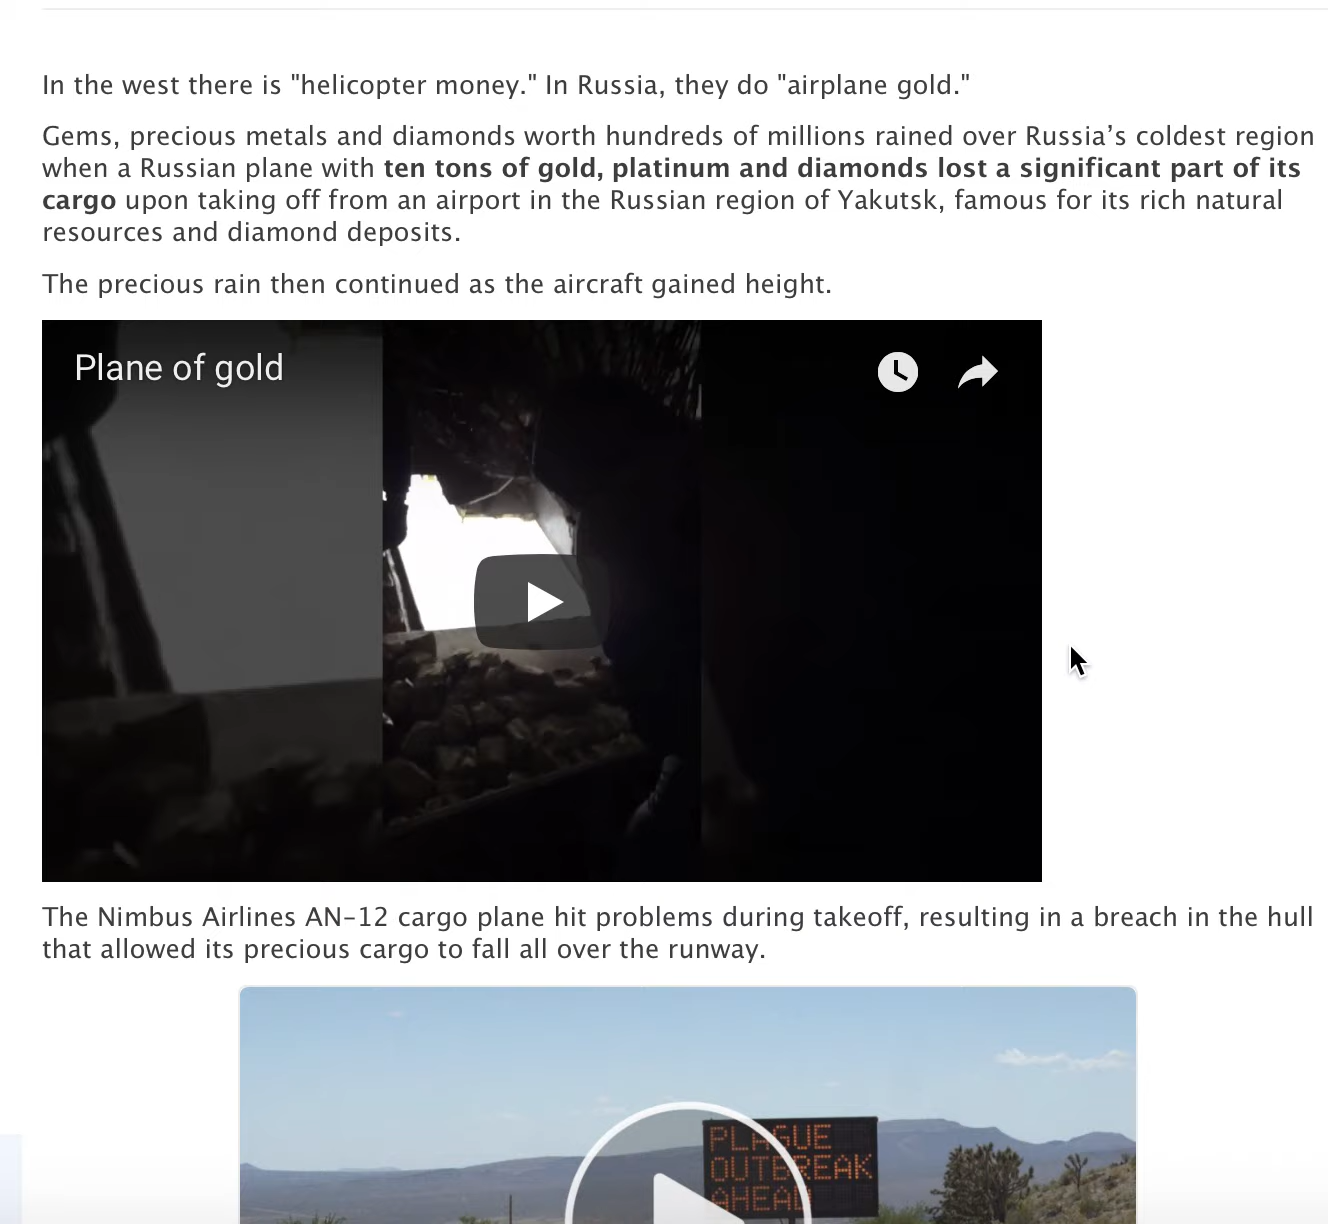 In the west there is "helicopter money." In Russia, they do "airplane gold."
Gems, precious metals and diamonds worth hundreds of millions rained over Russia’s coldest region
when a Russian plane with ten tons of gold, platinum and diamonds lost a significant part of its
cargo upon taking off from an airport in the Russian region of Yakutsk, famous for its rich natural
resources and diamond deposits.
The precious rain then continued as the aircraft gained height.
Plane of gold
The Nimbus Airlines AN-12 cargo plane hit problems during takeoff, resulting in a breach in the hull
that allowed its precious cargo to fall all over the runway.
PLAGUE
OUTBREAK
AHEAD